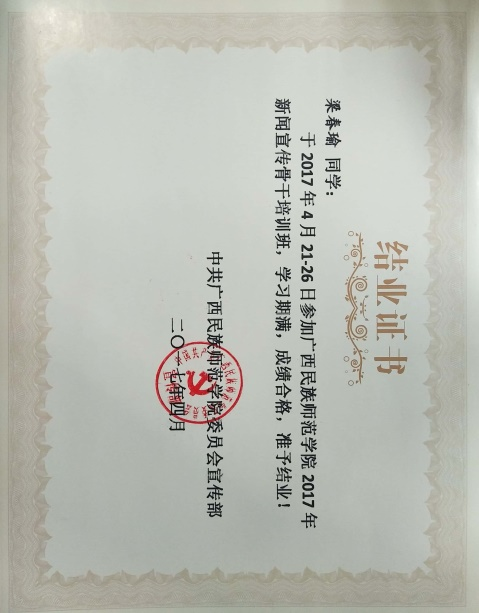 结业证书
梁春瑜 同学：
于 2017 年 4 月 21-26 日参加广西民族师范学院 2017 年
新闻宣传骨干培训班，学习期满，成绩合格，准予结业！
中共广西民族师范学院委员会宣传部
二〇一七年四月
宣传部